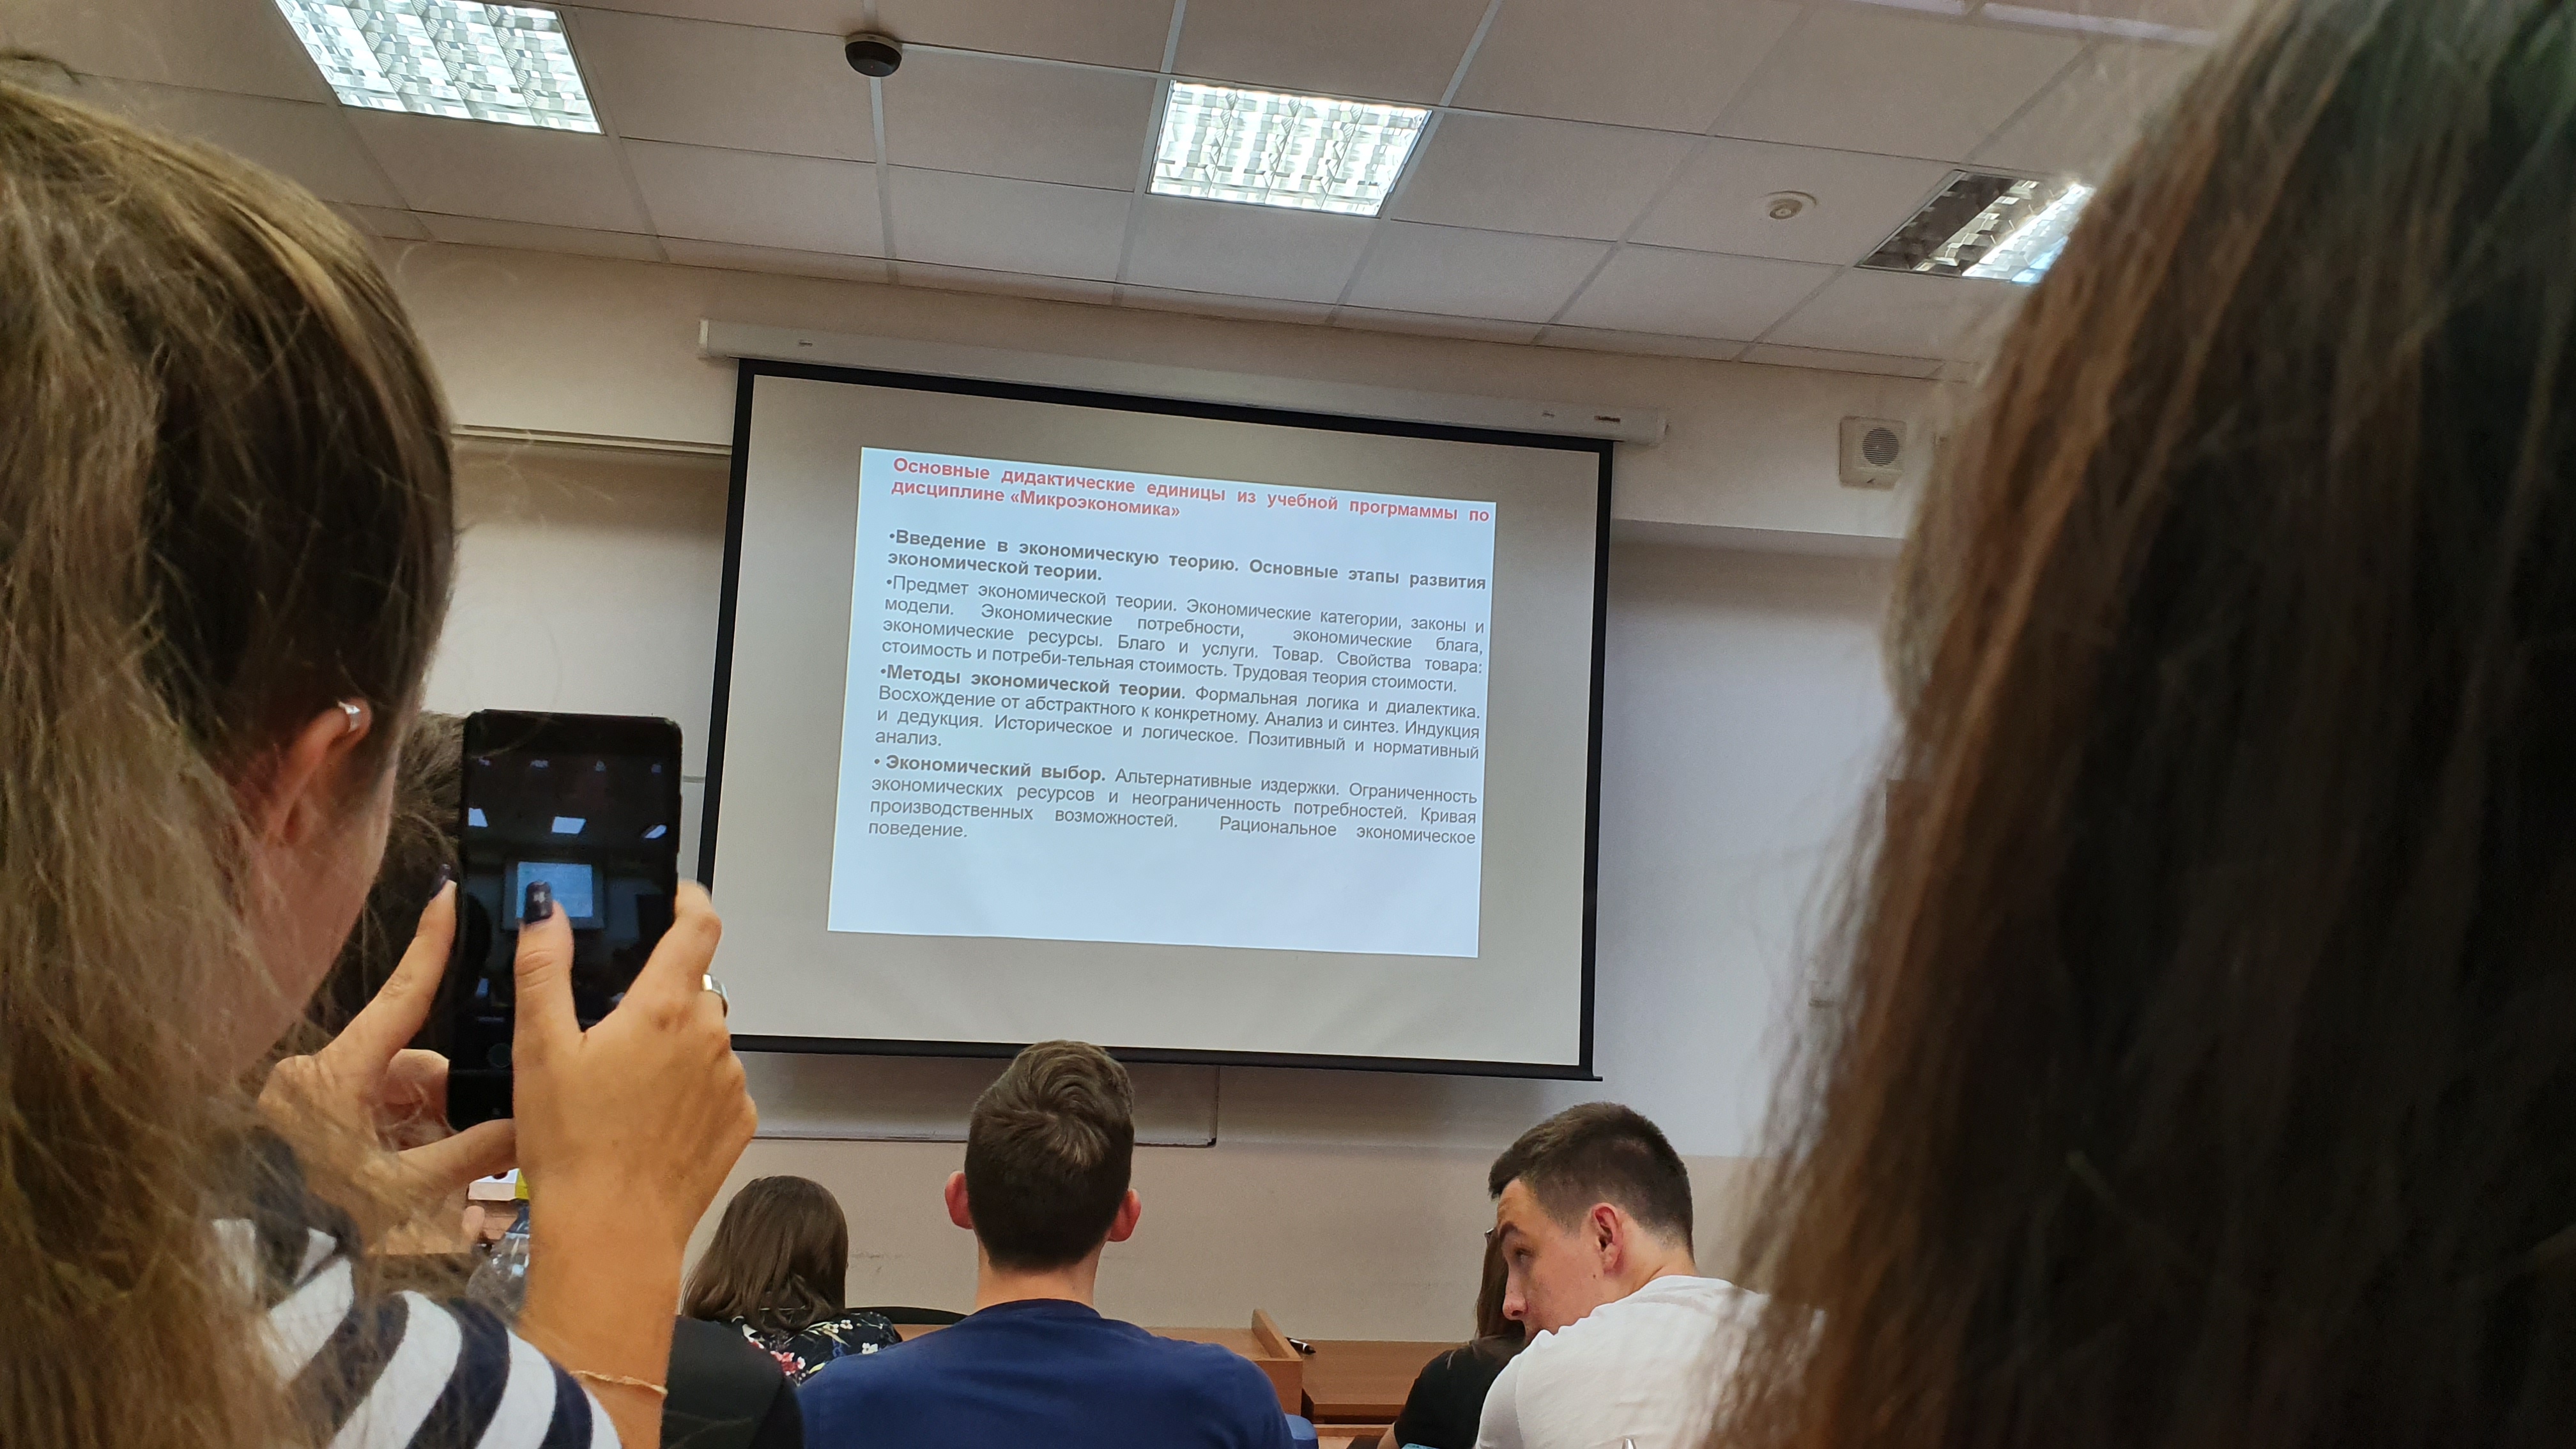 Основные дидактические единицы из учебной прогрмаммы по
дисциплине «Микроэкономика»
•Введение в экономическую теорию. Основные этапы развития
экономической теории.
•Предмет экономической теории. Экономические категории, законы и
модели. Экономические потребности, экономические блага,
экономические ресурсы. Благо и услуги. Товар. Свойства товара:
стоимость и потреби-тельная стоимость. Трудовая теория стоимости.
•Методы экономической теории. Формальная логика и диалектика.
Восхождение от абстрактного к конкретному. Анализ и синтез. Индукция
и дедукция. Историческое и логическое. Позитивный и нормативный
анализ.
• Экономический выбор. Альтернативные издержки. Ограниченность
экономических ресурсов и неограниченность потребностей. Кривая
производственных возможностей. Рациональное экономическое
поведение.